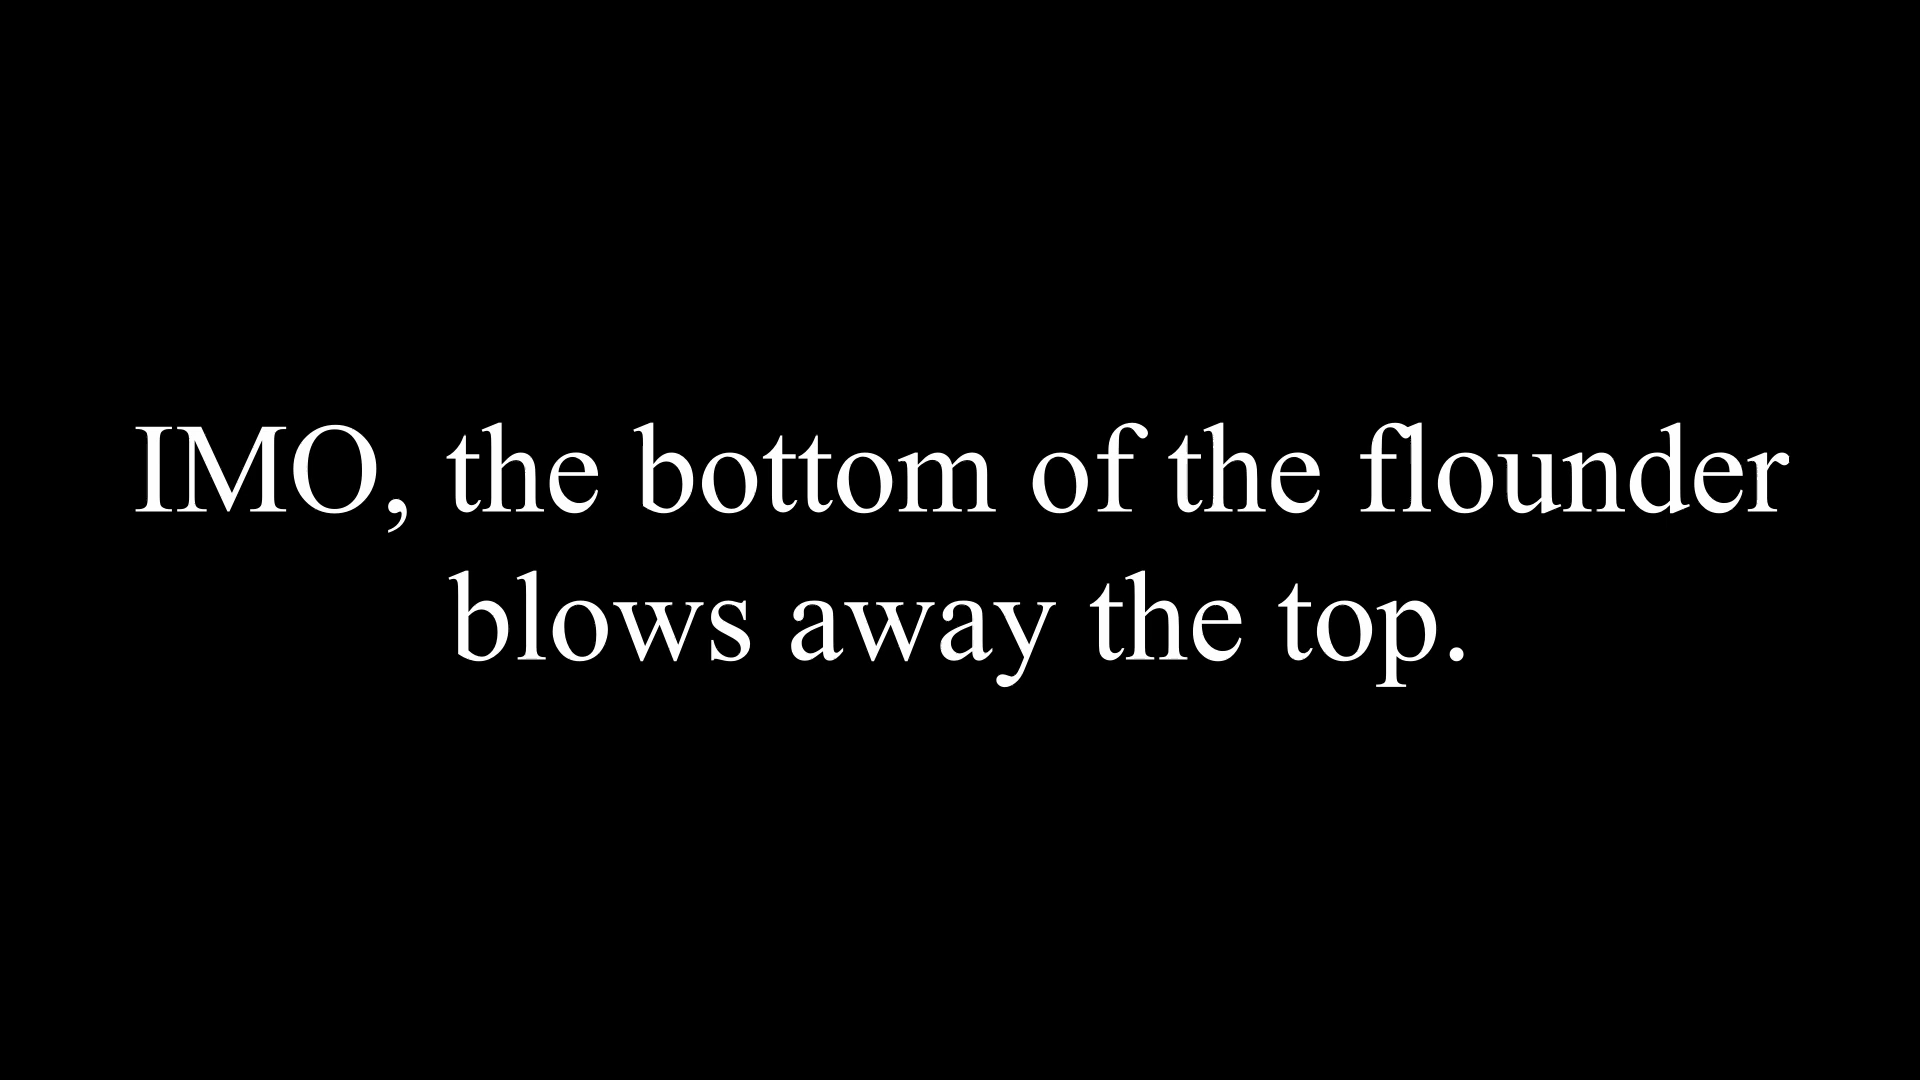 IMO, the bottom of the flounder
blows away the top.